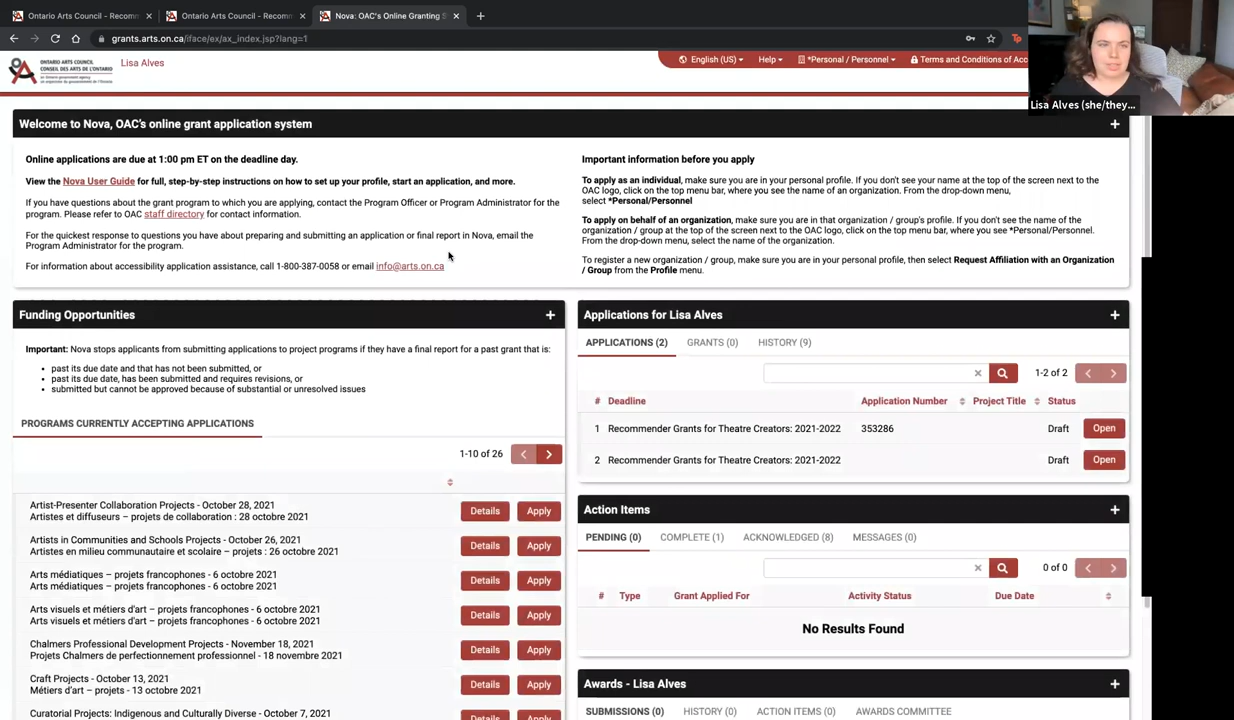 Ontario Arts Council - Recomm
Ontario Arts Council - Recomm
Nova: OAC's Online Granting S
grants.arts.on.ca/iface/ex/ax_index.jsp?lang=1
ONTARIO ARTS COUNCIL
CONSEIL DES ARTS DE L'ONTARIO
Lisa Alves
English (US)
Help
*Personal / Personnel
Terms and Conditions of Acc
Lisa Alves (she/they...
Welcome to Nova, OAC's online grant application system
Online applications are due at 1:00 pm ET on the deadline day.
View the Nova User Guide for full, step-by-step instructions on how to set up your profile, start an application, and more.
If you have questions about the grant program to which you are applying, contact the Program Officer or Program Administrator for the
program. Please refer to OAC staff directory for contact information.
For the quickest response to questions you have about preparing and submitting an application or final report in Nova, email the
Program Administrator for the program.
For information about accessibility application assistance, call 1-800-387-0058 or email info@arts.on.ca
Important information before you apply
To apply as an individual, make sure you are in your personal profile. If you don't see your name at the top of the screen next to the
OAC logo, click on the top menu bar, where you see the name of an organization. From the drop-down menu,
select *Personal/Personnel
To apply on behalf of an organization, make sure you are in that organization / group's profile. If you don't see the name of the
organization / group at the top of the screen next to the OAC logo, click on the top menu bar, where you see *Personal/Personnel.
From the drop-down menu, select the name of the organization.
To register a new organization / group, make sure you are in your personal profile, then select Request Affiliation with an Organization
/ Group from the Profile menu.
Funding Opportunities
Important: Nova stops applicants from submitting applications to project programs if they have a final report for a past grant that is:
• past its due date and that has not been submitted, or
• past its due date, has been submitted and requires revisions, or
• submitted but cannot be approved because of substantial or unresolved issues
PROGRAMS CURRENTLY ACCEPTING APPLICATIONS
1-10 of 26
Artist-Presenter Collaboration Projects - October 28, 2021
Artistes et diffuseurs – projets de collaboration : 28 octobre 2021
Details Apply
Artists in Communities and Schools Projects - October 26, 2021
Artistes en milieu communautaire et scolaire – projets : 26 octobre 2021
Details Apply
Arts médiatiques – projets francophones - 6 octobre 2021
Arts médiatiques – projets francophones - 6 octobre 2021
Details Apply
Arts visuels et métiers d'art – projets francophones - 6 octobre 2021
Arts visuels et métiers d'art – projets francophones - 6 octobre 2021
Details Apply
Chalmers Professional Development Projects - November 18, 2021
Projets Chalmers de perfectionnement professionnel - 18 novembre 2021
Details Apply
Craft Projects - October 13, 2021
Métiers d'art – projets - 13 octobre 2021
Details Apply
Curatorial Projects: Indigenous and Culturally Diverse - October 7, 2021
Details Apply
Applications for Lisa Alves
APPLICATIONS (2) GRANTS (0) HISTORY (9)
1-2 of 2
# Deadline Application Number Project Title Status
1 Recommender Grants for Theatre Creators: 2021-2022 353286 Draft Open
2 Recommender Grants for Theatre Creators: 2021-2022 Draft Open
Action Items
PENDING (0) COMPLETE (1) ACKNOWLEDGED (8) MESSAGES (0)
0 of 0
# Type Grant Applied For Activity Status Due Date
No Results Found
Awards - Lisa Alves
SUBMISSIONS (0) HISTORY (0) ACTION ITEMS (0) AWARDS COMMITTEE